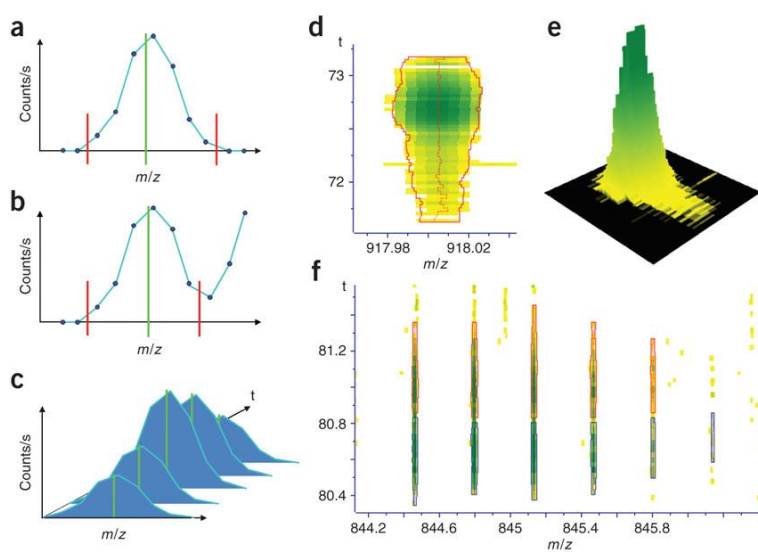 a
Counts/s
m/z
b
Counts/s
m/z
c
t
Counts/s
m/z
d
t
73
72
917.98 918.02
m/z
e
f
t
81.2
80.8
80.4
844.2 844.6 845 845.4 845.8
m/z